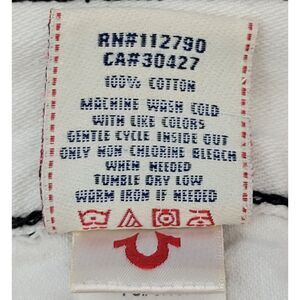 RN#112790
CA#30427
100% COTTON
MACHINE WASH COLD
WITH LIKE COLORS
GENTLE CYCLE INSIDE OUT
ONLY NON-CHLORINE BLEACH
WHEN NEEDED
TUMBLE DRY LOW
WARM IRON IF NEEDED